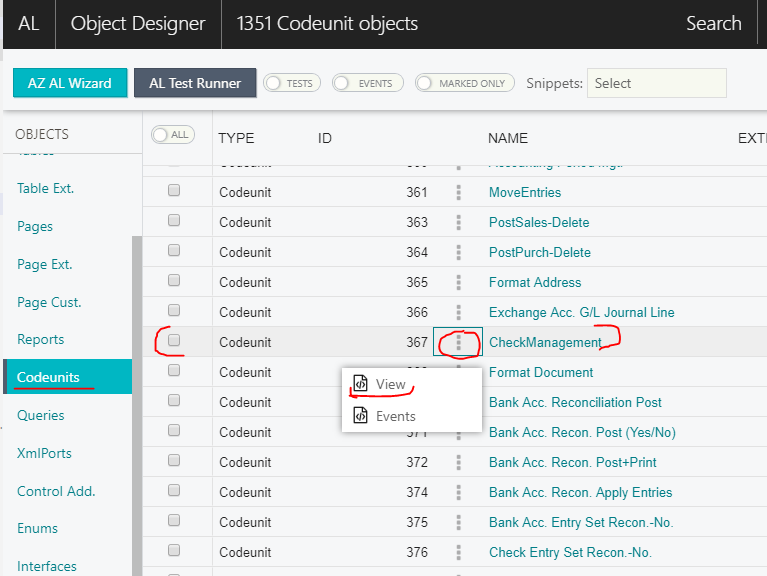 AL Object Designer 1351 Codeunit objects Search
AZ AL Wizard AL Test Runner TESTS EVENTS MARKED ONLY Snippets: Select
OBJECTS ALL TYPE ID NAME EXT
Tables
Table Ext.
Pages
Page Ext.
Page Cust.
Reports
Codeunits
Queries
XmlPorts
Control Add.
Enums
Interfaces
Accounting Period Mgt.
Codeunit 361 MoveEntries
Codeunit 363 PostSales-Delete
Codeunit 364 PostPurch-Delete
Codeunit 365 Format Address
Codeunit 366 Exchange Acc. G/L Journal Line
Codeunit 367 CheckManagement
Codeunit Format Document
Codeunit Bank Acc. Reconciliation Post
Codeunit 371 Bank Acc. Recon. Post (Yes/No)
Codeunit 372 Bank Acc. Recon. Post+Print
Codeunit 374 Bank Acc. Recon. Apply Entries
Codeunit 375 Bank Acc. Entry Set Recon.-No.
Codeunit 376 Check Entry Set Recon.-No.
View
Events